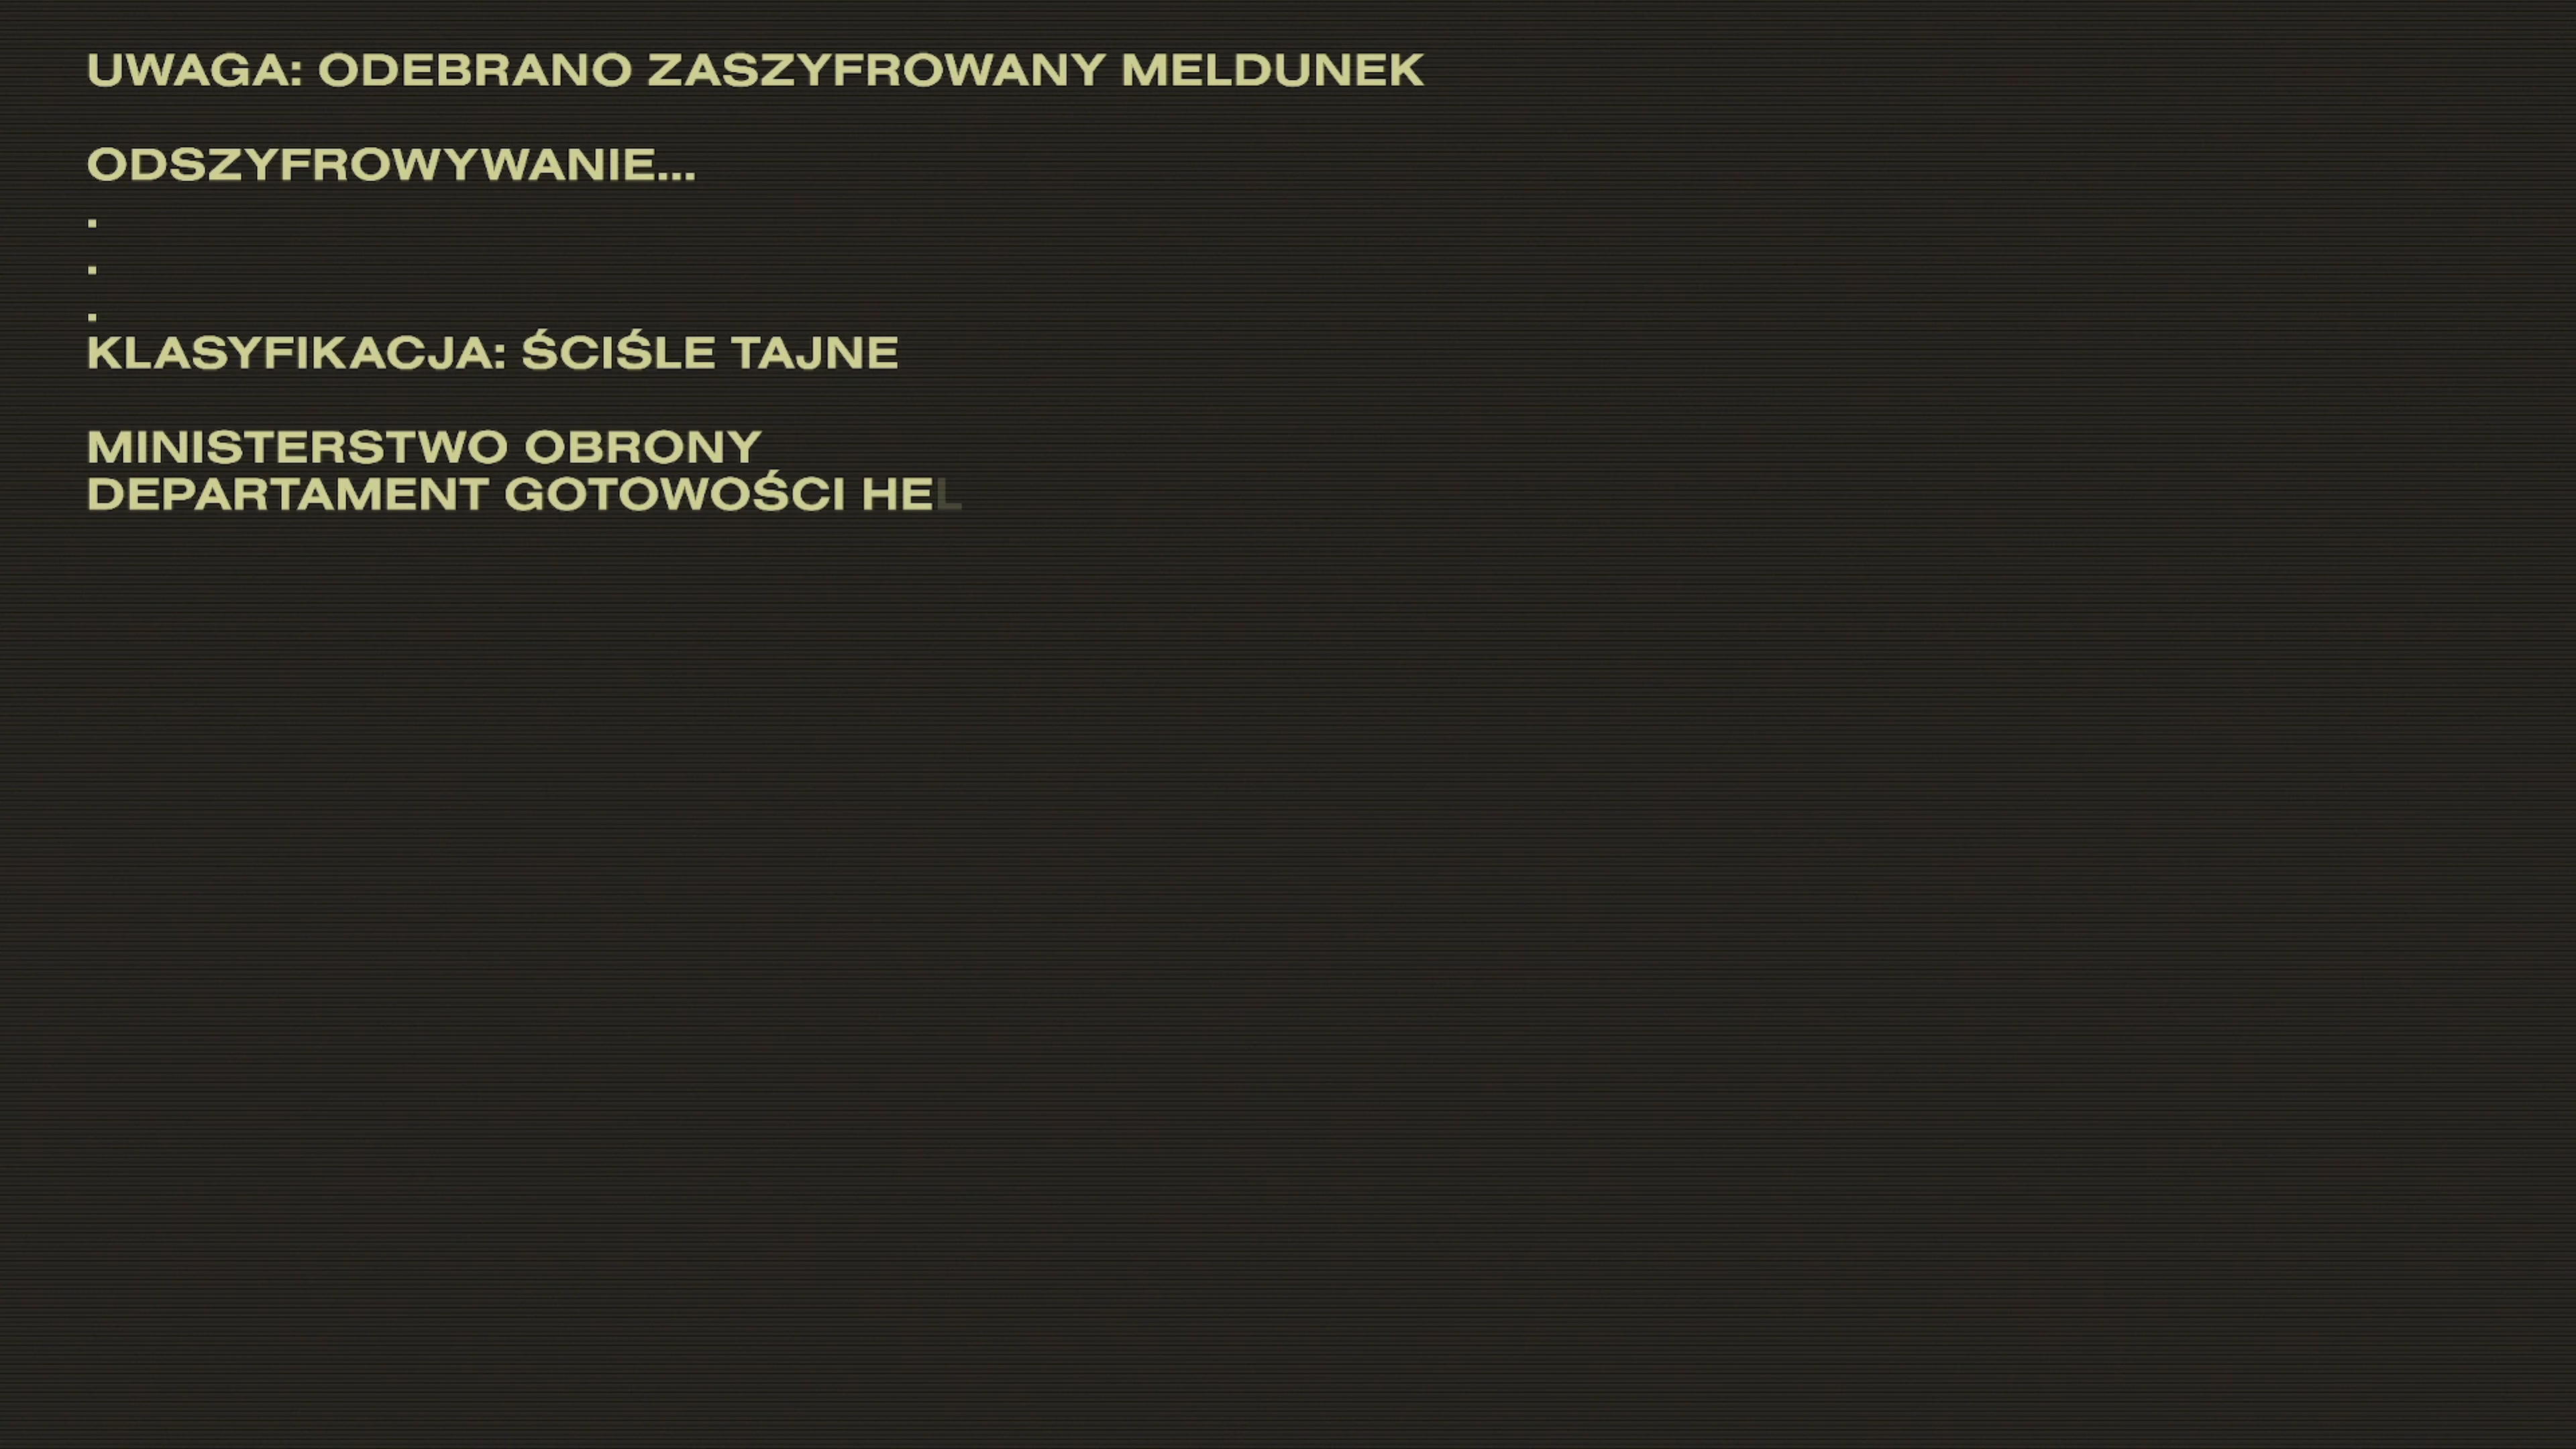 UWAGA: ODEBRANO ZASZYFROWANY MELDUNEK
ODSZYFROWYWANIE...
.
.
.
KLASYFIKACJA: ŚCIŚLE TAJNE
MINISTERSTWO OBRONY
DEPARTAMENT GOTOWOŚCI HEL